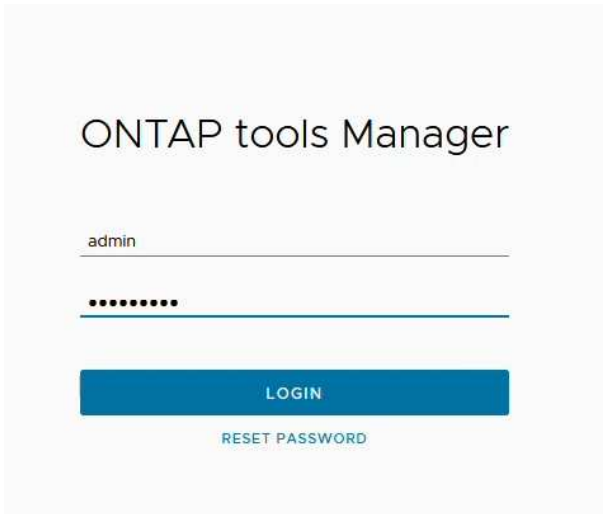 ONTAP tools Manager
admin
•••••••••
LOGIN
RESET PASSWORD